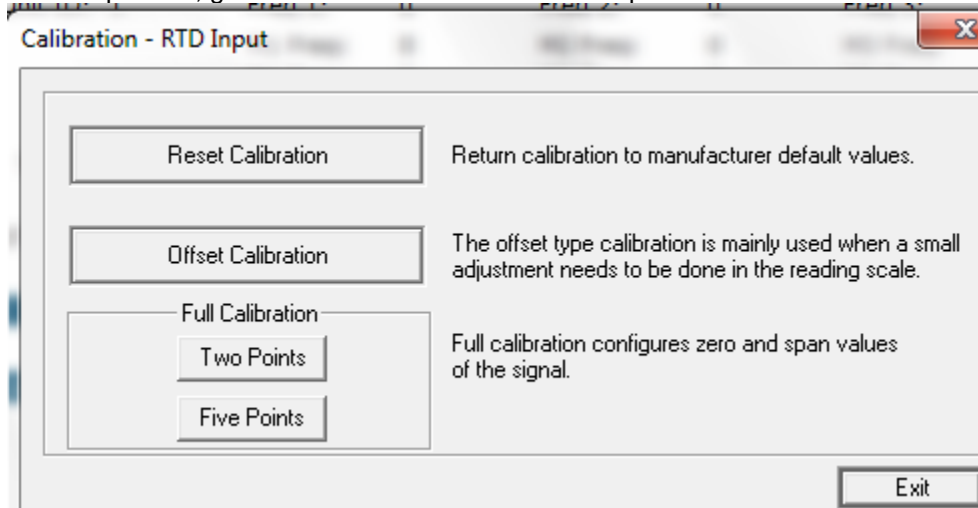 Calibration - RTD Input
Reset Calibration
Return calibration to manufacturer default values.
Offset Calibration
The offset type calibration is mainly used when a small
adjustment needs to be done in the reading scale.
Full Calibration
Two Points
Full calibration configures zero and span values
of the signal.
Five Points
Exit